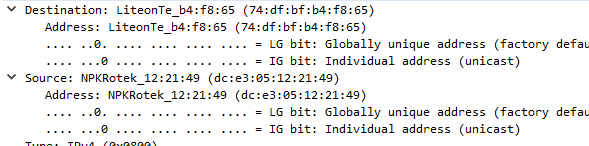 Destination: LiteonTe_b4:f8:65 (74:df:bf:b4:f8:65)
Address: LiteonTe_b4:f8:65 (74:df:bf:b4:f8:65)
.... ..0. .... .... .... .... = LG bit: Globally unique address (factory defau
.... ...0 .... .... .... .... = IG bit: Individual address (unicast)
Source: NPKRotek_12:21:49 (dc:e3:05:12:21:49)
Address: NPKRotek_12:21:49 (dc:e3:05:12:21:49)
.... ..0. .... .... .... .... = LG bit: Globally unique address (factory defau
.... ...0 .... .... .... .... = IG bit: Individual address (unicast)
Type: IPv4 (0x0800)